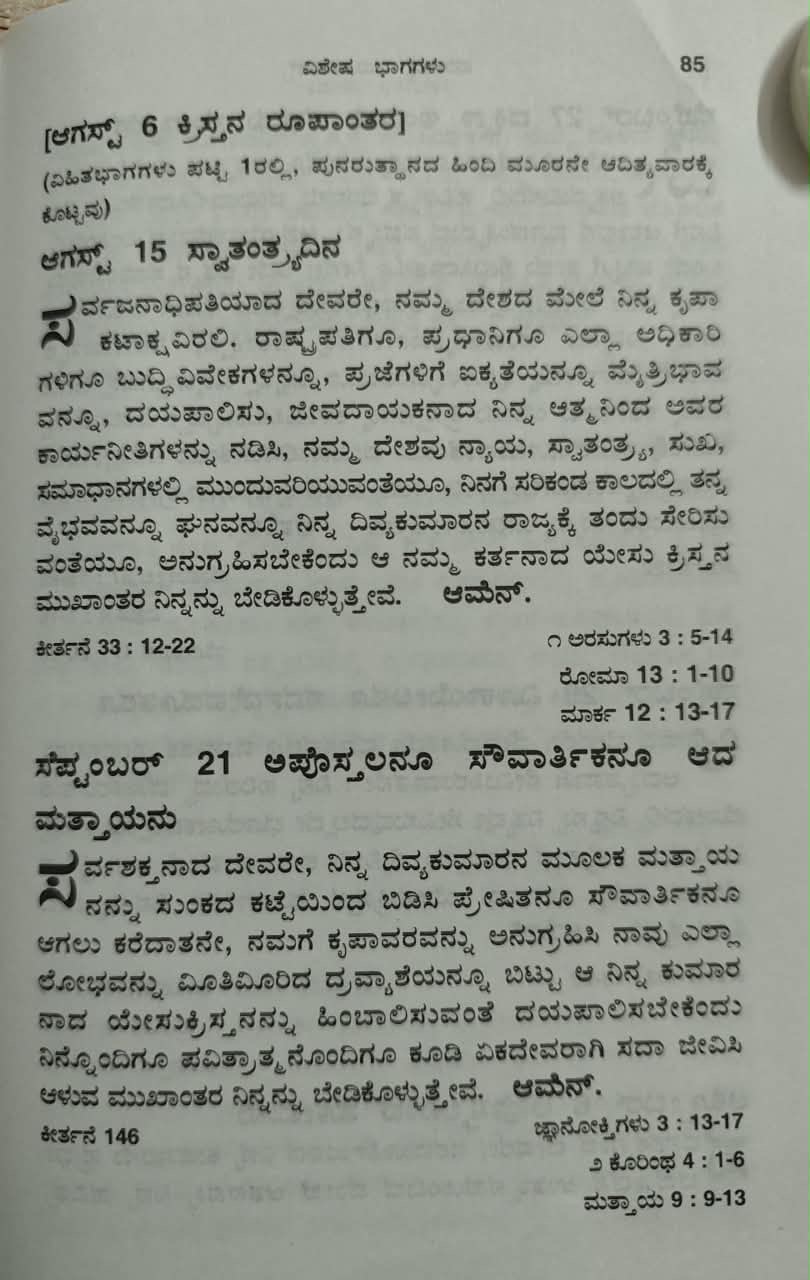 ವಿಶೇಷ ಭಾಗಗಳು 85
[ಆಗಸ್ಟ್ 6 ಕ್ರಿಸ್ತನ ರೂಪಾಂತರ]
(ವಿಹಿತಭಾಗಗಳು ಪಟ್ಟಿ 1ರಲ್ಲಿ, ಪುನರುತ್ಥಾನದ ಹಿಂದಿ ಮೂರನೇ ಆದಿತ್ಯವಾರಕ್ಕೆ
ಕೊಟ್ಟವು)
ಆಗಸ್ಟ್ 15 ಸ್ವಾತಂತ್ರ್ಯದಿನ
ಸರ್ವಜನಾಧಿಪತಿಯಾದ ದೇವರೇ, ನಮ್ಮ ದೇಶದ ಮೇಲೆ ನಿನ್ನ ಕೃಪಾ
ಕಟಾಕ್ಷವಿರಲಿ. ರಾಷ್ಟ್ರಪತಿಗೂ, ಪ್ರಧಾನಿಗೂ ಎಲ್ಲಾ ಅಧಿಕಾರಿ
ಗಳಿಗೂ ಬುದ್ಧಿವಿವೇಕಗಳನ್ನೂ, ಪ್ರಜೆಗಳಿಗೆ ಐಕ್ಯತೆಯನ್ನೂ ಮೈತ್ರಿಭಾವ
ವನ್ನೂ, ದಯಪಾಲಿಸು, ಜೀವದಾಯಕನಾದ ನಿನ್ನ ಆತ್ಮನಿಂದ ಅವರ
ಕಾರ್ಯನೀತಿಗಳನ್ನು ನಡಿಸಿ, ನಮ್ಮ ದೇಶವು ನ್ಯಾಯ, ಸ್ವಾತಂತ್ರ್ಯ, ಸುಖ,
ಸಮಾಧಾನಗಳಲ್ಲಿ ಮುಂದುವರಿಯುವಂತೆಯೂ, ನಿನಗೆ ಸರಿಕಂಡ ಕಾಲದಲ್ಲಿ ತನ್ನ
ವೈಭವವನ್ನೂ ಘನವನ್ನೂ ನಿನ್ನ ದಿವ್ಯಕುಮಾರನ ರಾಜ್ಯಕ್ಕೆ ತಂದು ಸೇರಿಸು
ವಂತೆಯೂ, ಅನುಗ್ರಹಿಸಬೇಕೆಂದು ಆ ನಮ್ಮ ಕರ್ತನಾದ ಯೇಸು ಕ್ರಿಸ್ತನ
ಮುಖಾಂತರ ನಿನ್ನನ್ನು ಬೇಡಿಕೊಳ್ಳುತ್ತೇವೆ. ಆಮೆನ್.
ಕೀರ್ತನೆ 33 : 12-22 ೧ ಅರಸುಗಳು 3 : 5-14
ರೋಮಾ 13 : 1-10
ಮಾರ್ಕ 12 : 13-17
ಸೆಪ್ಟಂಬರ್ 21 ಅಪೊಸ್ತಲನೂ ಸೌವಾರ್ತಿಕನೂ ಆದ
ಮತ್ತಾಯನು
ಸರ್ವಶಕ್ತನಾದ ದೇವರೇ, ನಿನ್ನ ದಿವ್ಯಕುಮಾರನ ಮೂಲಕ ಮತ್ತಾಯ
ನನ್ನು ಸುಂಕದ ಕಟ್ಟೆಯಿಂದ ಬಿಡಿಸಿ ಪ್ರೇಷಿತನೂ ಸೌವಾರ್ತಿಕನೂ
ಆಗಲು ಕರೆದಾತನೇ, ನಮಗೆ ಕೃಪಾವರವನ್ನು ಅನುಗ್ರಹಿಸಿ ನಾವು ಎಲ್ಲಾ
ಲೋಭವನ್ನು ಮಿತಿಮೀರಿದ ದ್ರವ್ಯಾಶೆಯನ್ನೂ ಬಿಟ್ಟು ಆ ನಿನ್ನ ಕುಮಾರ
ನಾದ ಯೇಸುಕ್ರಿಸ್ತನನ್ನು ಹಿಂಬಾಲಿಸುವಂತೆ ದಯಪಾಲಿಸಬೇಕೆಂದು
ನಿನ್ನೊಂದಿಗೂ ಪವಿತ್ರಾತ್ಮನೊಂದಿಗೂ ಕೂಡಿ ಏಕದೇವರಾಗಿ ಸದಾ ಜೀವಿಸಿ
ಆಳುವ ಮುಖಾಂತರ ನಿನ್ನನ್ನು ಬೇಡಿಕೊಳ್ಳುತ್ತೇವೆ. ಆಮೆನ್.
ಕೀರ್ತನೆ 146 ಜ್ಞಾನೋಕ್ತಿಗಳು 3 : 13-17
೨ ಕೊರಿಂಥ 4 : 1-6
ಮತ್ತಾಯ 9 : 9-13